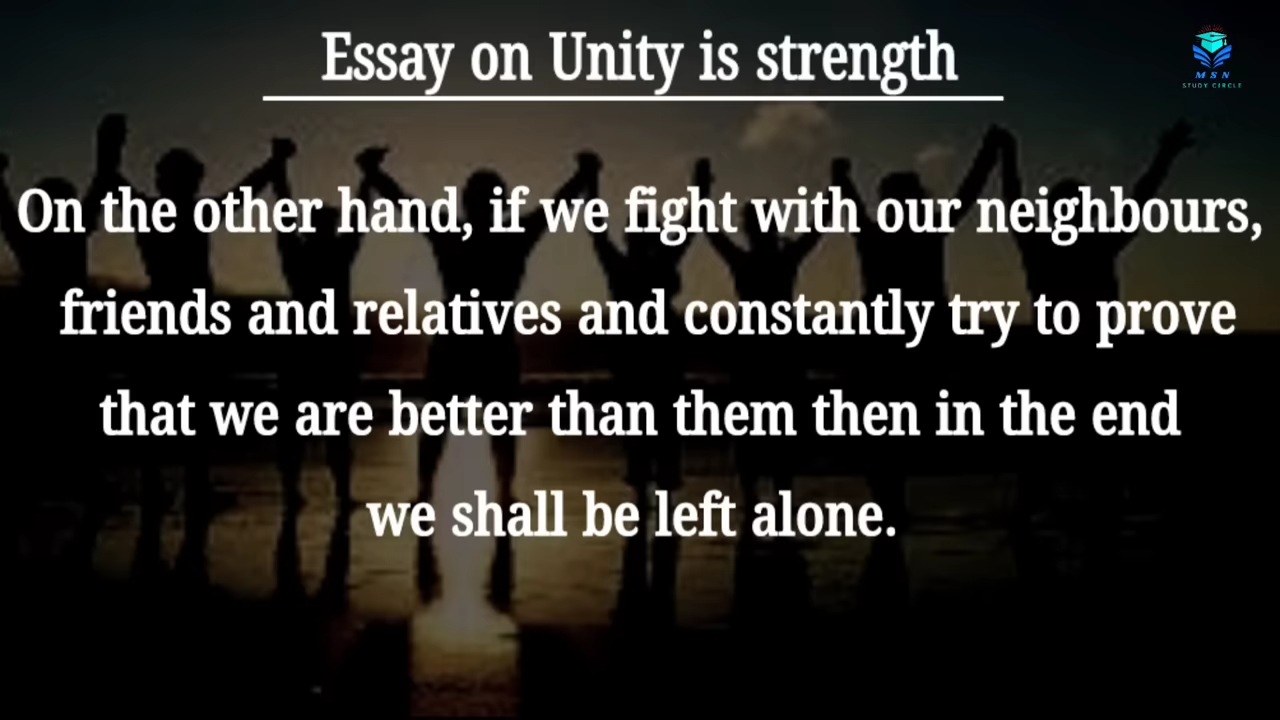 Essay on Unity is strength
MSN
STUDY CIRCLE
On the other hand, if we fight with our neighbours,
friends and relatives and constantly try to prove
that we are better than them then in the end
we shall be left alone.